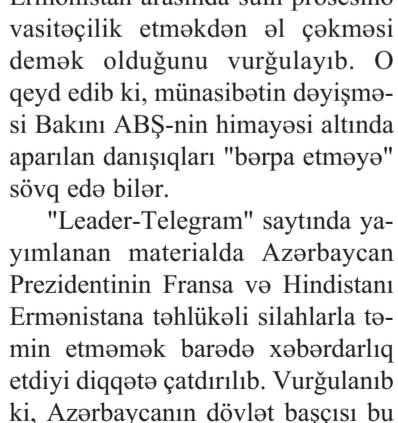 Ermənistan arasında sülh prosesinə
vasitəçilik etməkdən əl çəkməsi
demək olduğunu vurğulayıb. O
qeyd edib ki, münasibətin dəyişmə-
si Bakını ABŞ-nin himayəsi altında
aparılan danışıqları "bərpa etməyə"
sövq edə bilər.
"Leader-Telegram" saytında ya-
yımlanan materialda Azərbaycan
Prezidentinin Fransa və Hindistanı
Ermənistana təhlükəli silahlarla tə-
min etməmək barədə xəbərdarlıq
etdiyi diqqətə çatdırılıb. Vurğulanıb
ki, Azərbaycanın dövlət başçısı bu